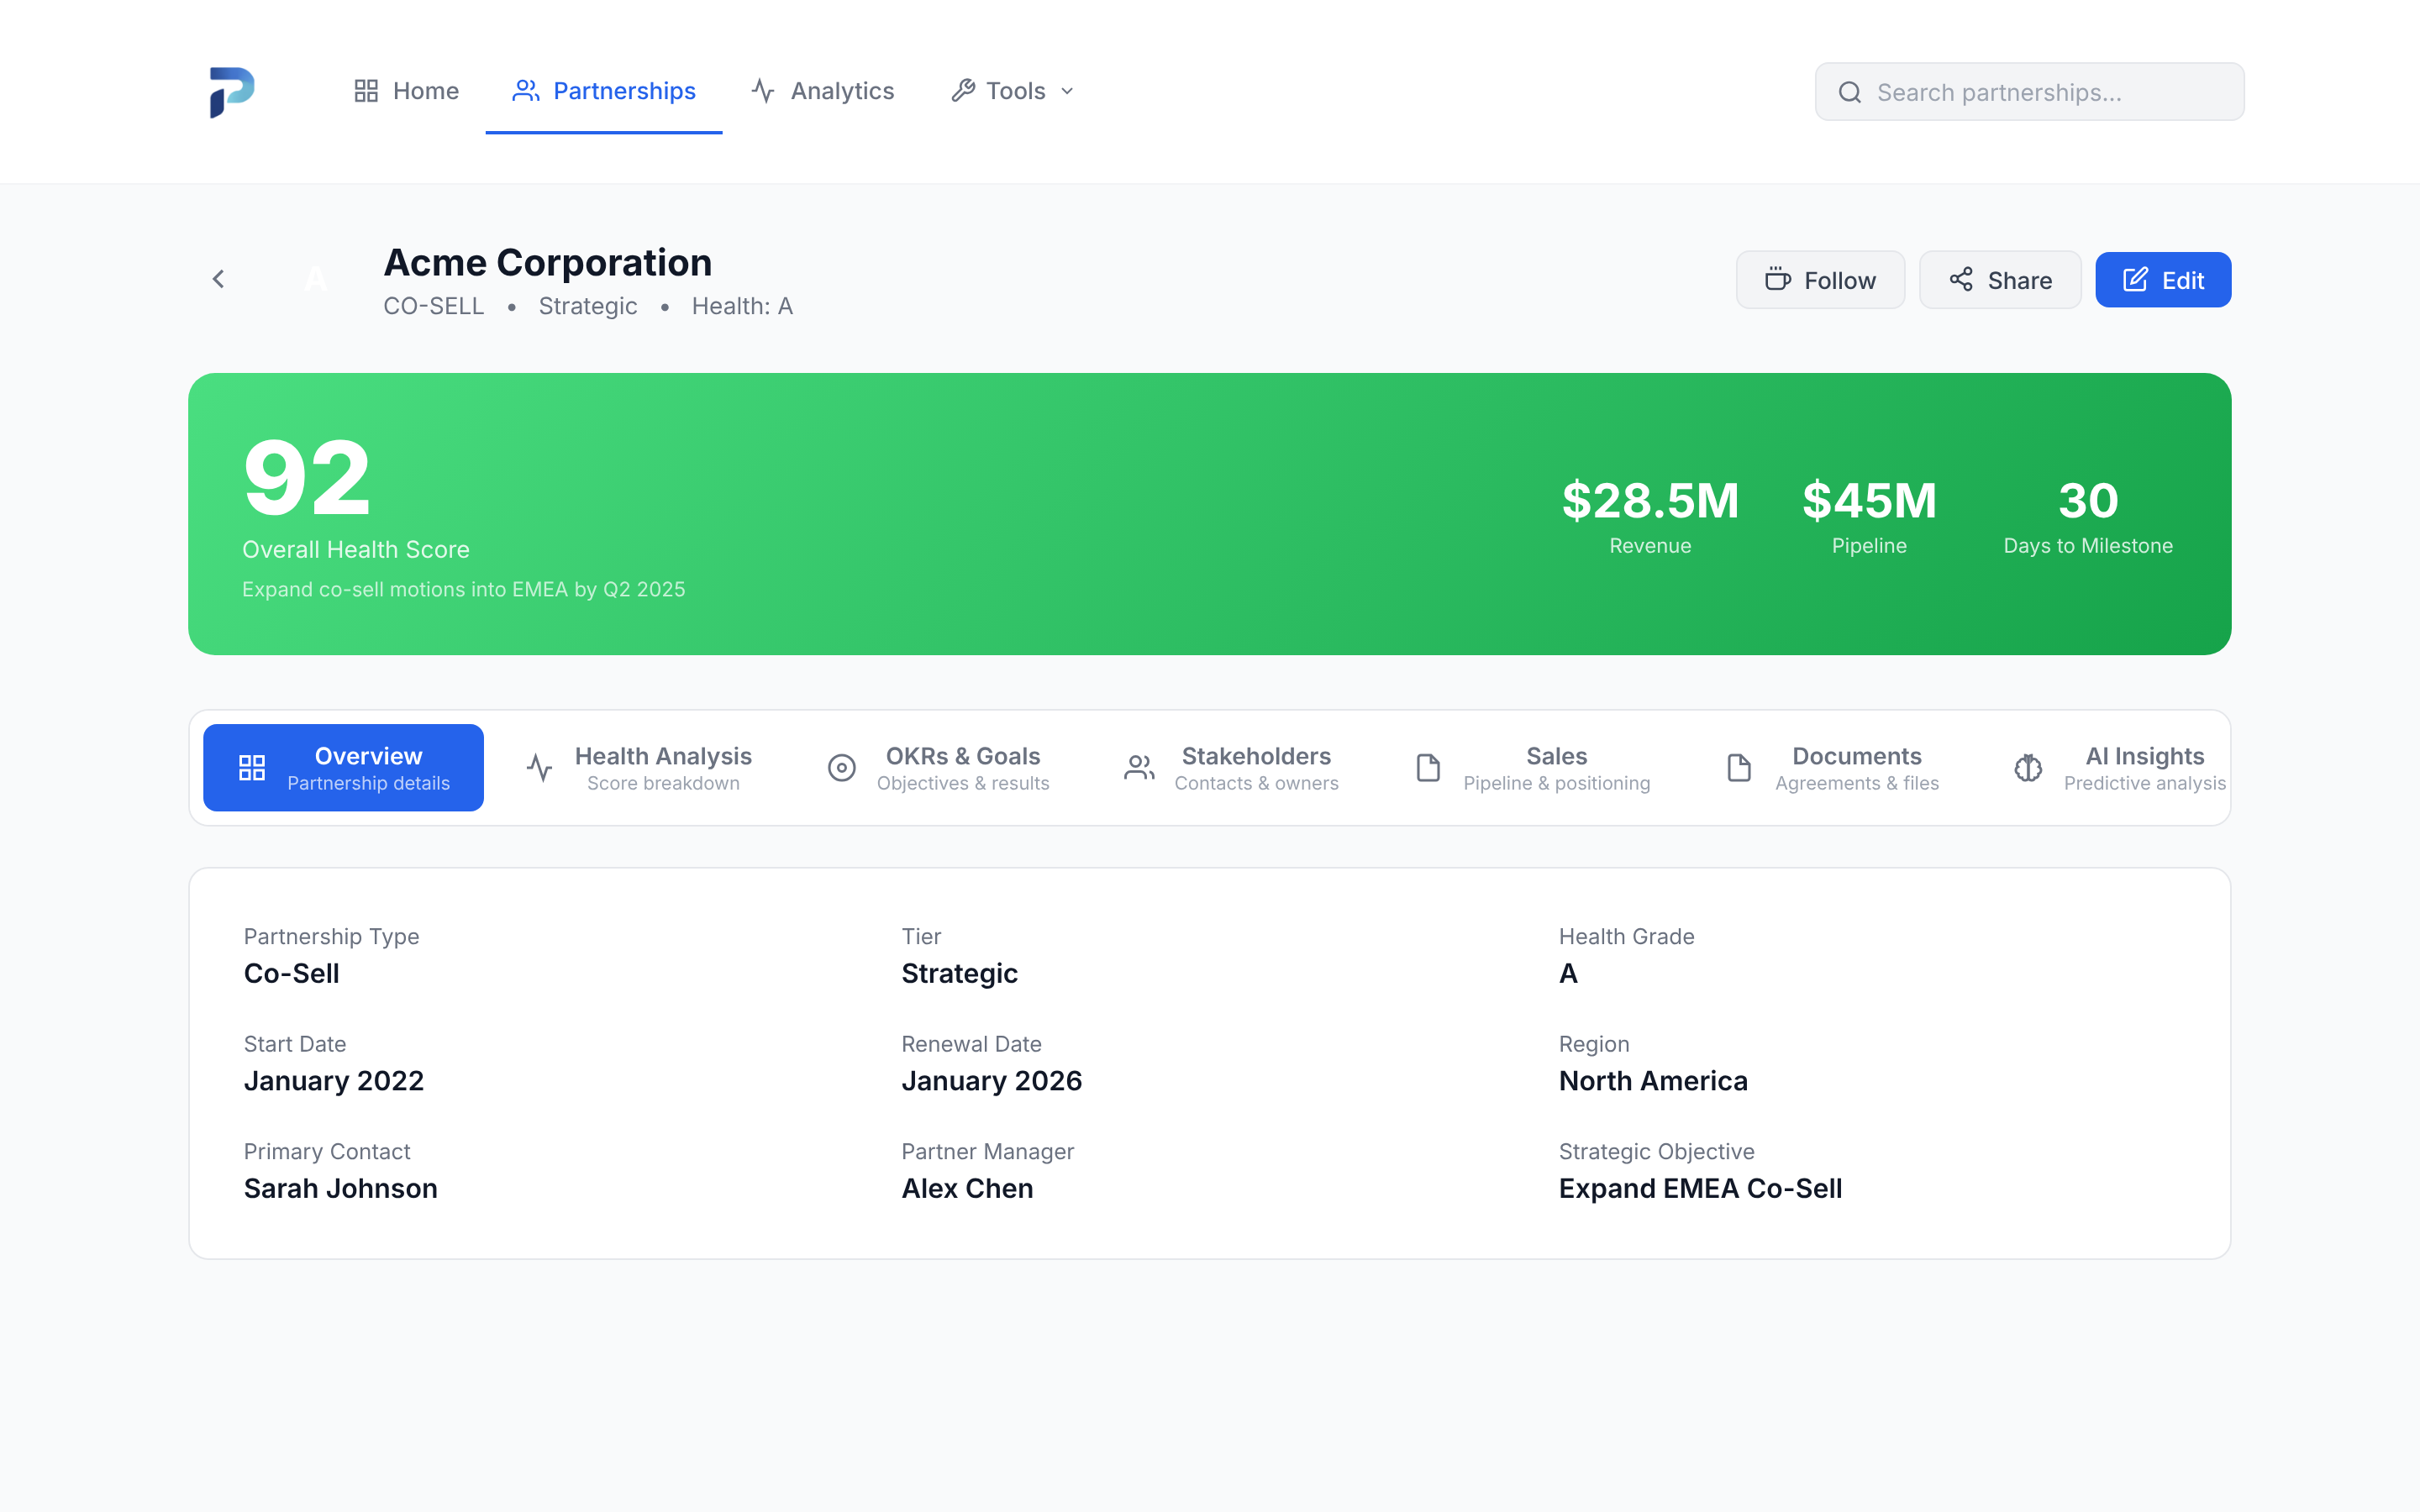 Home Partnerships Analytics Tools Search partnerships...
A
Acme Corporation
CO-SELL • Strategic • Health: A
Follow Share Edit
92
Overall Health Score
Expand co-sell motions into EMEA by Q2 2025
$28.5M $45M 30
Revenue Pipeline Days to Milestone
Overview Health Analysis OKRs & Goals Stakeholders Sales Documents AI Insights
Partnership details Score breakdown Objectives & results Contacts & owners Pipeline & positioning Agreements & files Predictive analysis
Partnership Type Tier Health Grade
Co-Sell Strategic A
Start Date Renewal Date Region
January 2022 January 2026 North America
Primary Contact Partner Manager Strategic Objective
Sarah Johnson Alex Chen Expand EMEA Co-Sell